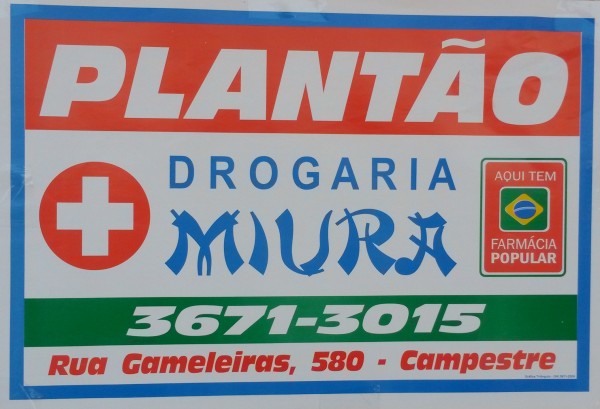 PLANTÃO
DROGARIA
MIURA
AQUI TEM
FARMÁCIA
POPULAR
3671-3015
Rua Gameleiras, 580 - Campestre